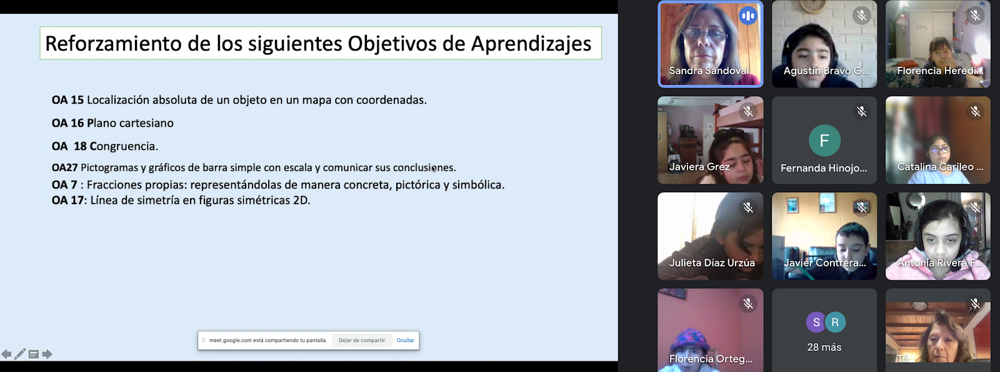 Reforzamiento de los siguientes Objetivos de Aprendizajes
OA 15 Localización absoluta de un objeto en un mapa con coordenadas.
OA 16 Plano cartesiano
OA 18 Congruencia.
OA27 Pictogramas y gráficos de barra simple con escala y comunicar sus conclusiones.
OA 7 : Fracciones propias: representándolas de manera concreta, pictórica y simbólica.
OA 17: Línea de simetría en figuras simétricas 2D.
meet.google.com está compartiendo tu pantalla. Dejar de compartir Ocultar
Sandra Sandoval
Agustín Bravo G...
Florencia Heredi...
Javiera Grez
F
Fernanda Hinojo...
Catalina Carileo ...
Julieta Díaz Urzúa
Javier Contrera...
Antonia Rivera F...
Florencia Orteg...
S R
28 más
Tú